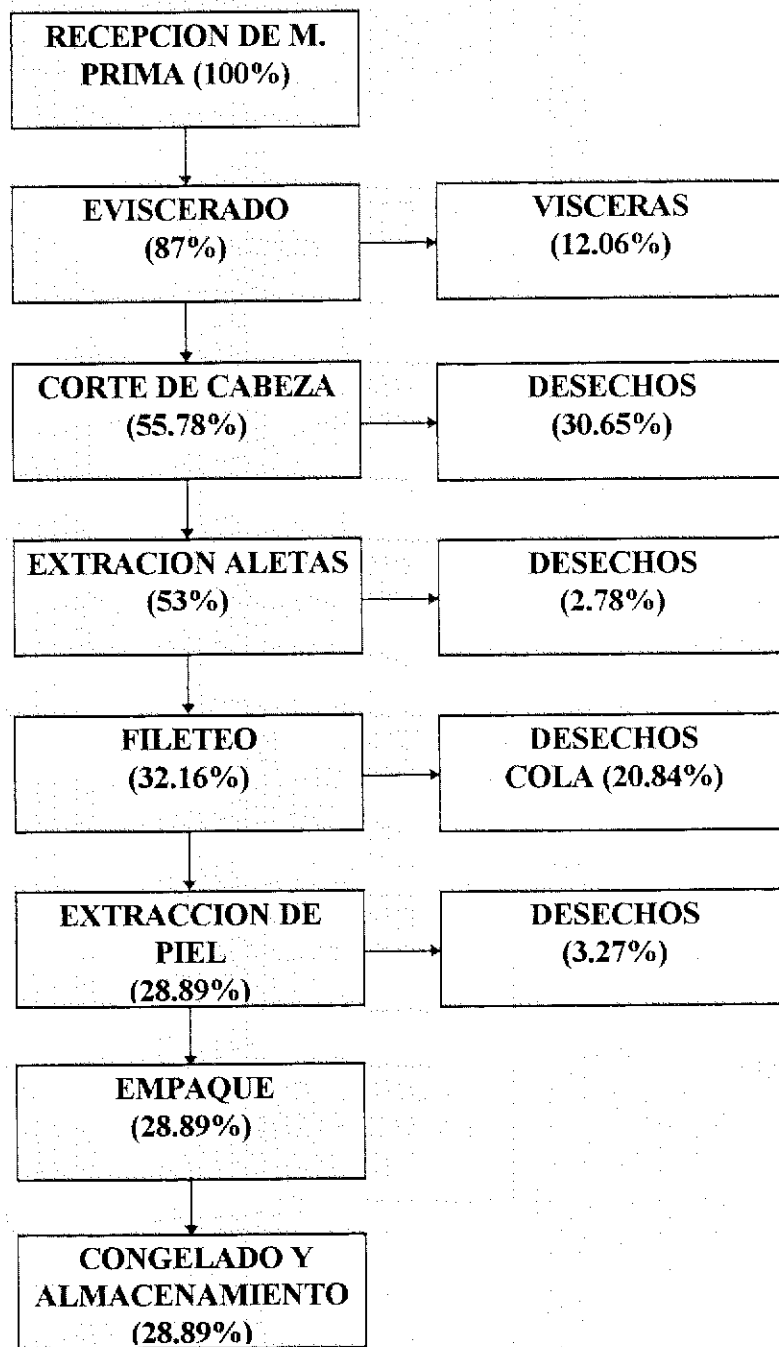 RECEPCION DE M.
PRIMA (100%)
EVISCERADO
(87%)
VISCERAS
(12.06%)
CORTE DE CABEZA
(55.78%)
DESECHOS
(30.65%)
EXTRACION ALETAS
(53%)
DESECHOS
(2.78%)
FILETEO
(32.16%)
DESECHOS
COLA (20.84%)
EXTRACCION DE
PIEL
(28.89%)
DESECHOS
(3.27%)
EMPAQUE
(28.89%)
CONGELADO Y
ALMACENAMIENTO
(28.89%)